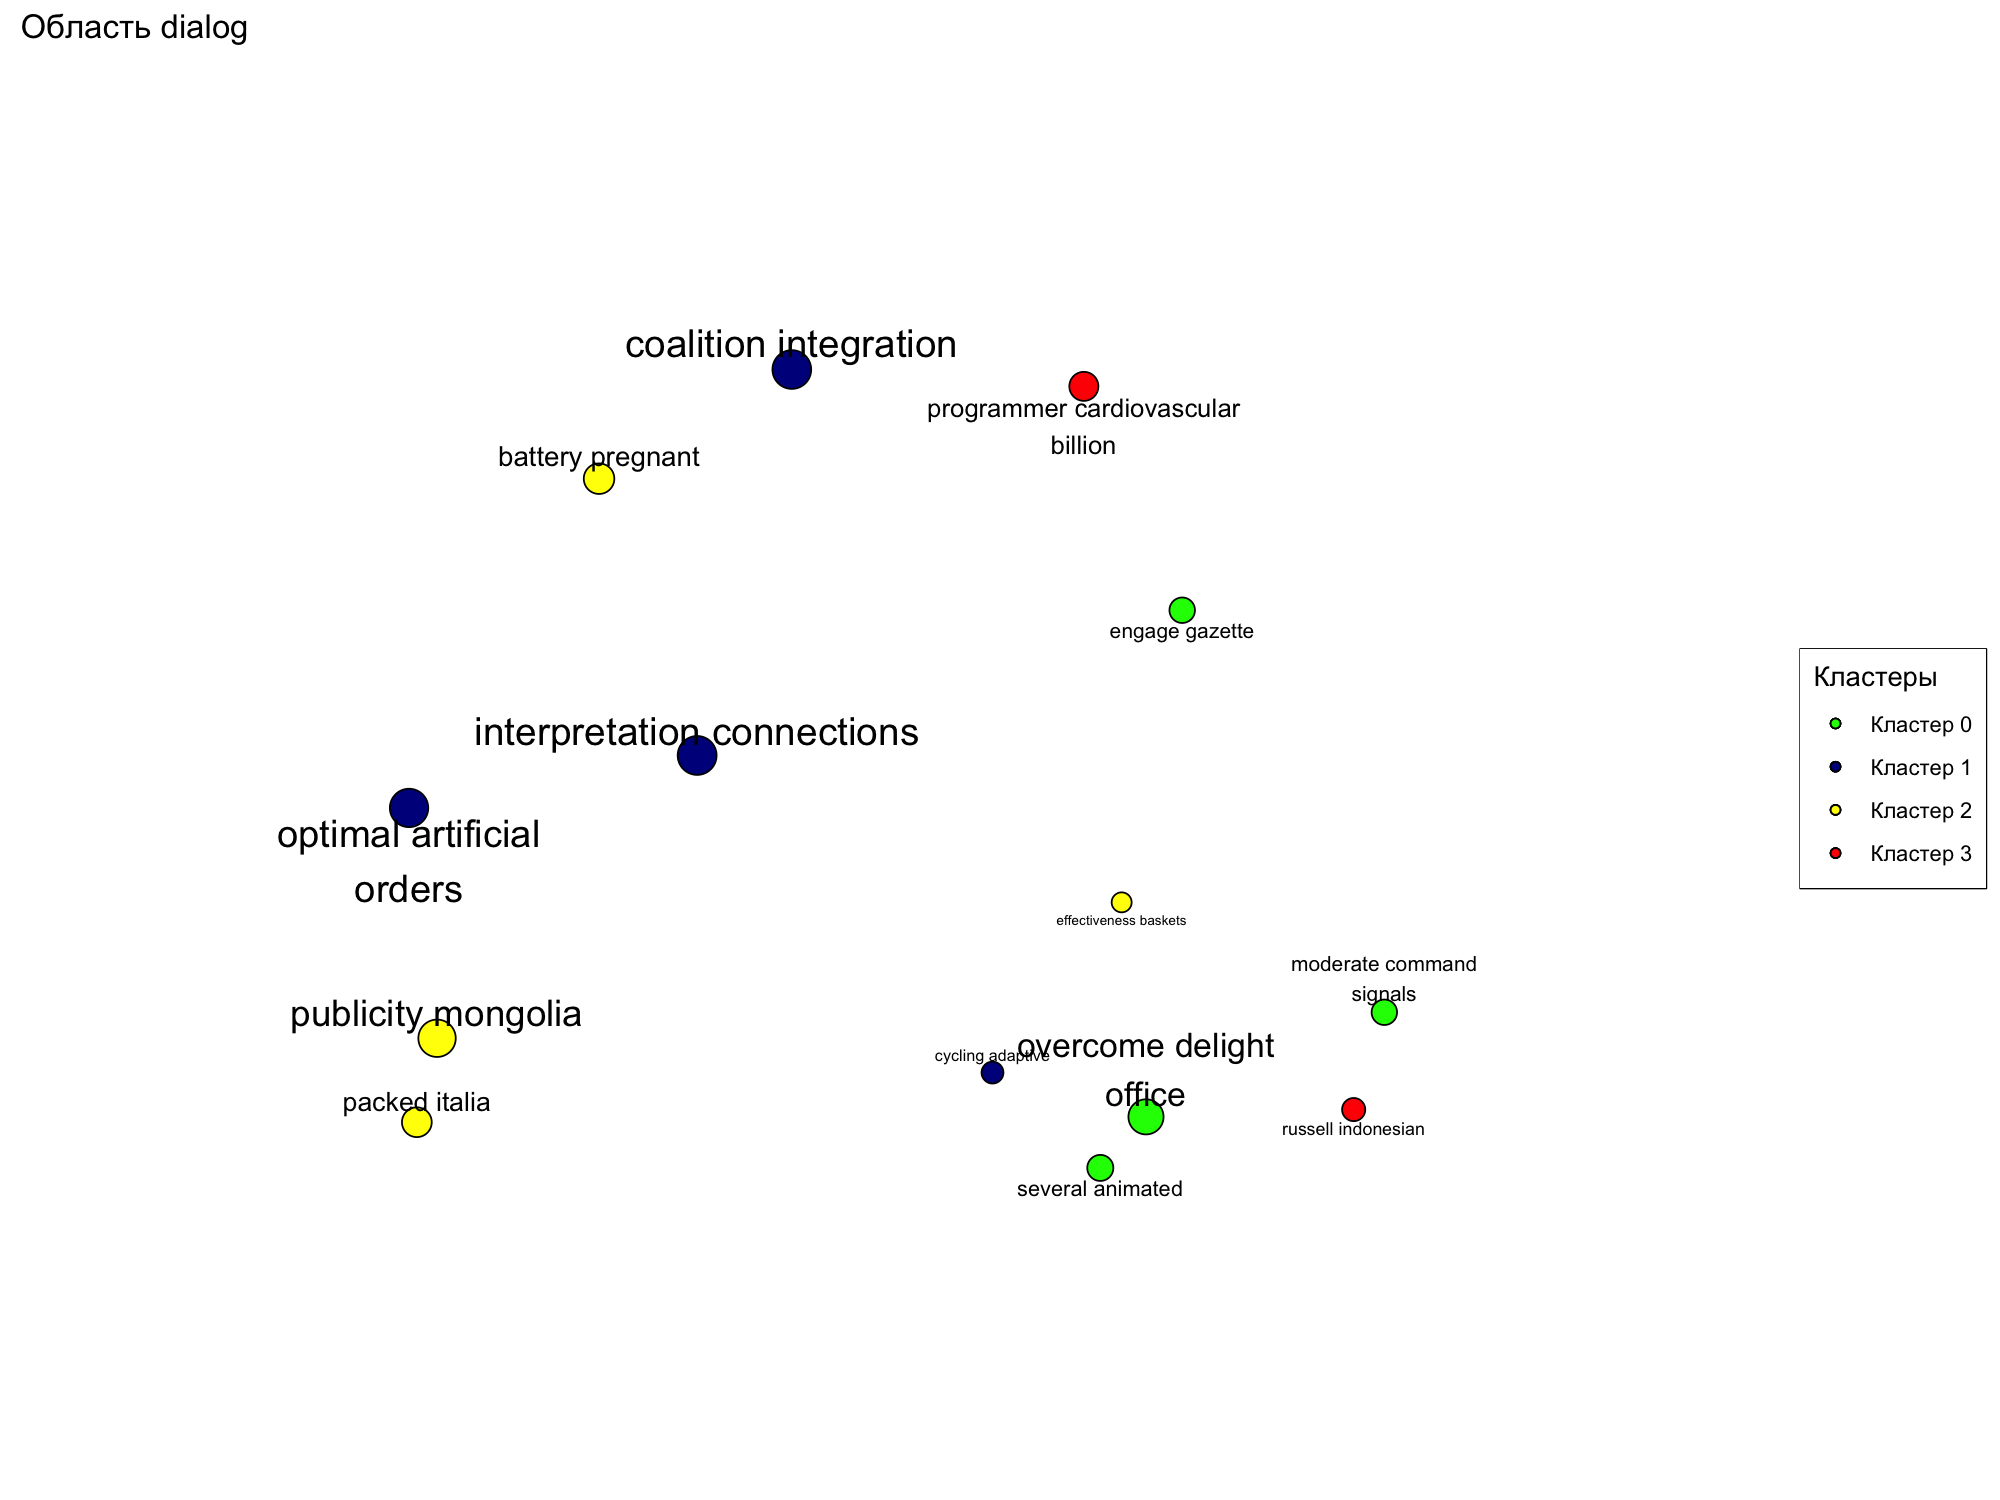 Область dialog
coalition integration
programmer cardiovascular
billion
battery pregnant
engage gazette
interpretation connections
optimal artificial
orders
effectiveness baskets
moderate command
signals
publicity mongolia
overcome delight
office
cycling adaptive
packed italia
russell indonesian
several animated
Кластеры
Кластер 0
Кластер 1
Кластер 2
Кластер 3